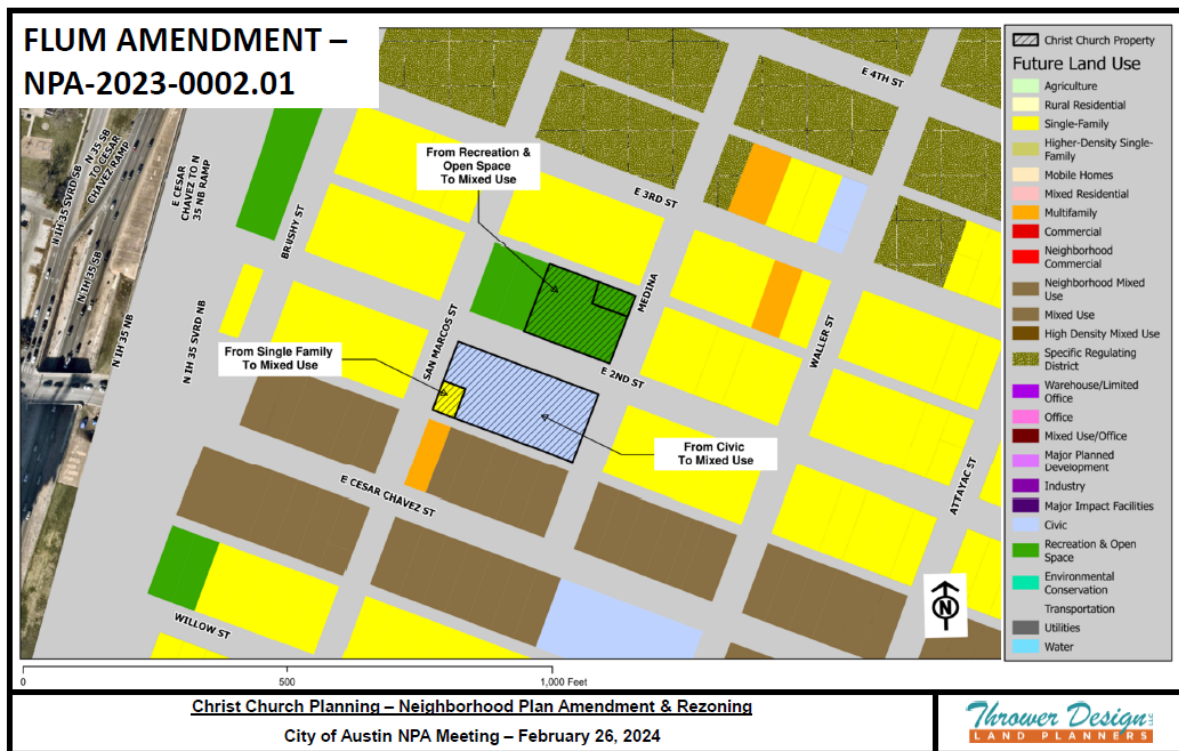 FLUM AMENDMENT –
NPA-2023-0002.01
N IH 35 SVRD SB
N 35 SB
TO CESAR
CHAVEZ RAMP
N IH 35 SB
N IH 35 NB
E CESAR
CHAVEZ TO N
35 NB RAMP
N IH 35 SVRD NB
BRUSHY ST
SAN MARCOS ST
MEDINA
WALLER ST
ATTAYAC ST
E 4TH ST
E 3RD ST
E 2ND ST
E CESAR CHAVEZ ST
WILLOW ST
From Recreation &
Open Space
To Mixed Use
From Single Family
To Mixed Use
From Civic
To Mixed Use
N
Christ Church Property
Future Land Use
Agriculture
Rural Residential
Single-Family
Higher-Density Single-
Family
Mobile Homes
Mixed Residential
Multifamily
Commercial
Neighborhood
Commercial
Neighborhood Mixed
Use
Mixed Use
High Density Mixed Use
Specific Regulating
District
Warehouse/Limited
Office
Office
Mixed Use/Office
Major Planned
Development
Industry
Major Impact Facilities
Civic
Recreation & Open
Space
Environmental
Conservation
Transportation
Utilities
Water
0 500 1,000 Feet
Christ Church Planning – Neighborhood Plan Amendment & Rezoning
City of Austin NPA Meeting – February 26, 2024
Thrower Design LLC
LAND PLANNERS